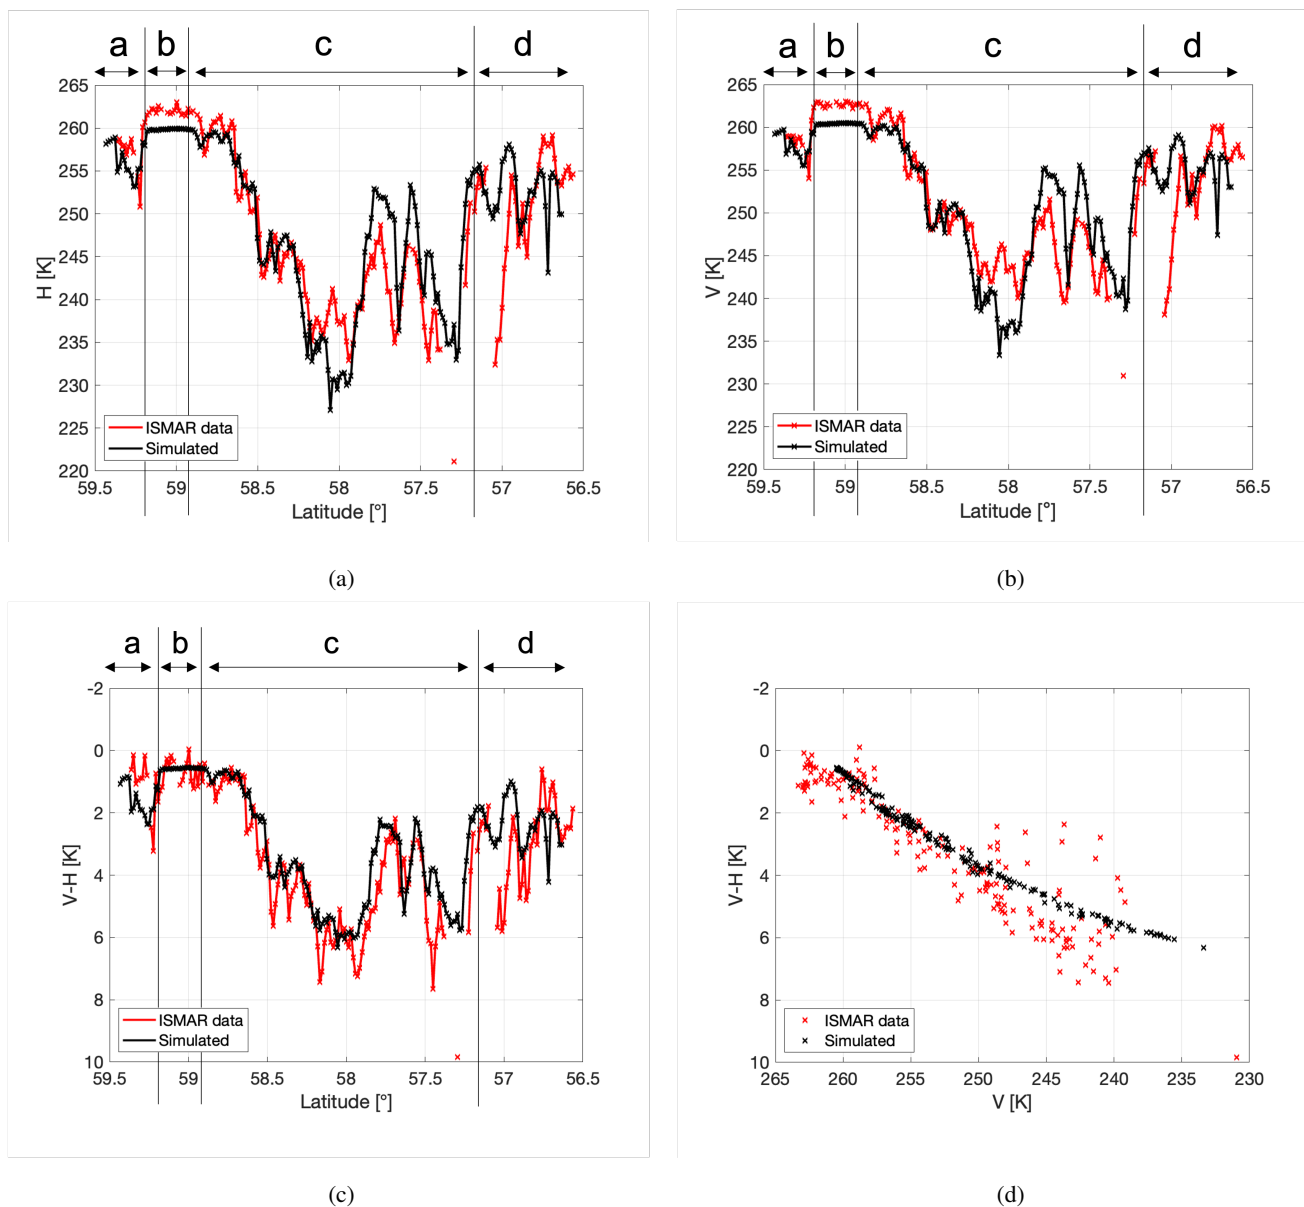 a b c d
265
260
255
250
245
240
235
230
225
220
H [K]
ISMAR data
Simulated
59.5 59 58.5 58 57.5 57 56.5
Latitude [°]
(a)
a b c d
265
260
255
250
245
240
235
230
225
220
V [K]
ISMAR data
Simulated
59.5 59 58.5 58 57.5 57 56.5
Latitude [°]
(b)
a b c d
-2
0
2
4
6
8
10
V-H [K]
ISMAR data
Simulated
59.5 59 58.5 58 57.5 57 56.5
Latitude [°]
(c)
-2
0
2
4
6
8
10
V-H [K]
ISMAR data
Simulated
265 260 255 250 245 240 235 230
V [K]
(d)